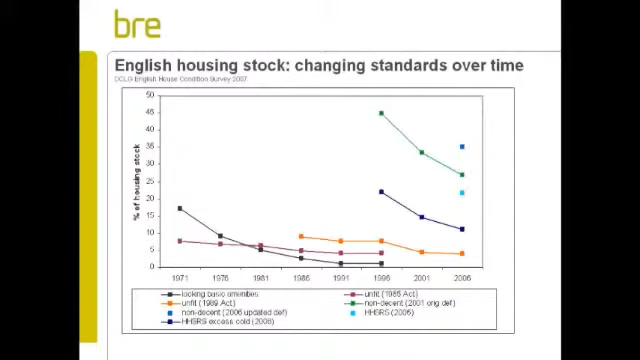 bre
English housing stock: changing standards over time
DCLG English House Condition Survey 2007
50
45
40
35
30
25
20
15
10
5
0
% of housing stock
1971 1976 1981 1986 1991 1996 2001 2006
lacking basic amenities unfit (1985 Act)
unfit (1989 Act) non-decent (2001 orig def)
non-decent (2006 updated def) HHSRS (2006)
HHSRS excess cold (2006)